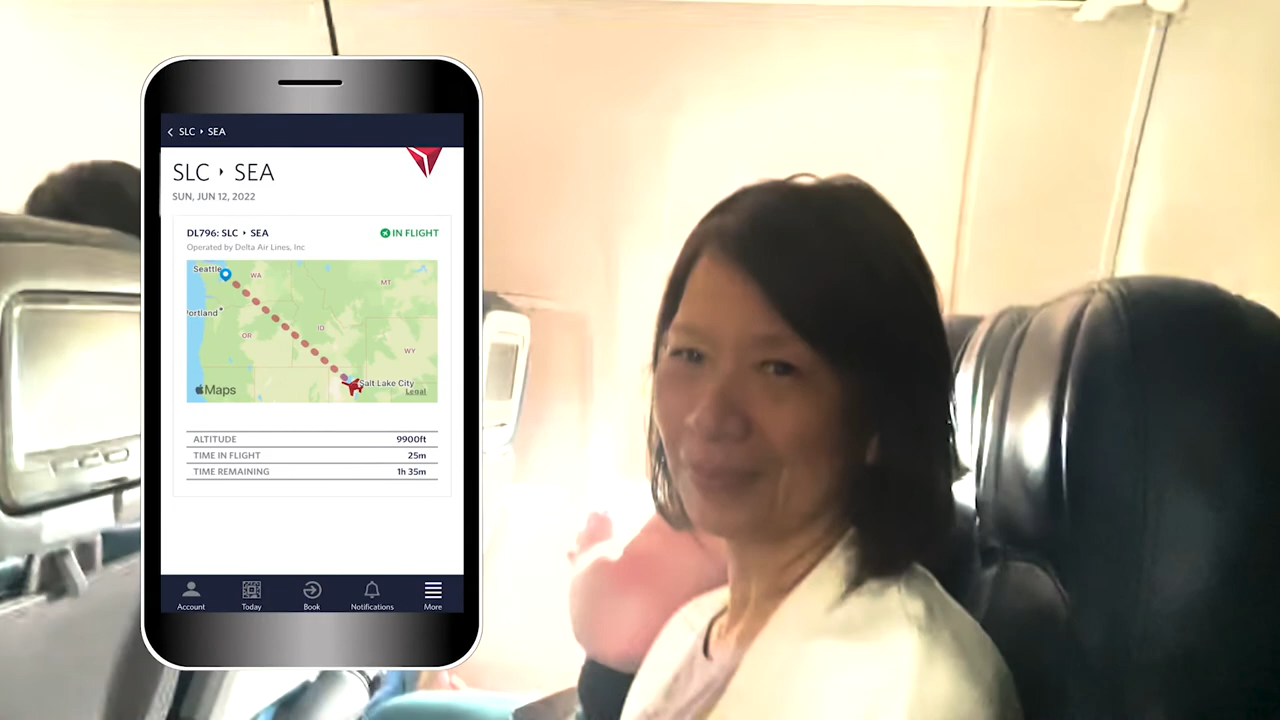 SLC ▸ SEA
SLC ▸ SEA
SUN, JUN 12, 2022
DL796: SLC ▸ SEA
IN FLIGHT
Operated by Delta Air Lines, Inc
Seattle
WA
MT
Portland
OR
ID
WY
Salt Lake City
Maps
Legal
ALTITUDE 9900ft
TIME IN FLIGHT 25m
TIME REMAINING 1h 35m
Account Today Book Notifications More